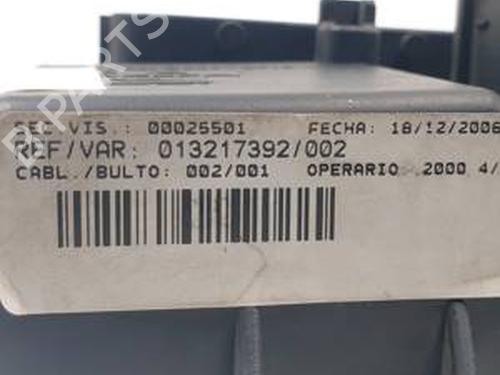 SEC.VIS.: 00025501 FECHA: 18/12/2006
REF/VAR: 013217392/002
CABL./BULTO: 002/001 OPERARIO: 2000 4/